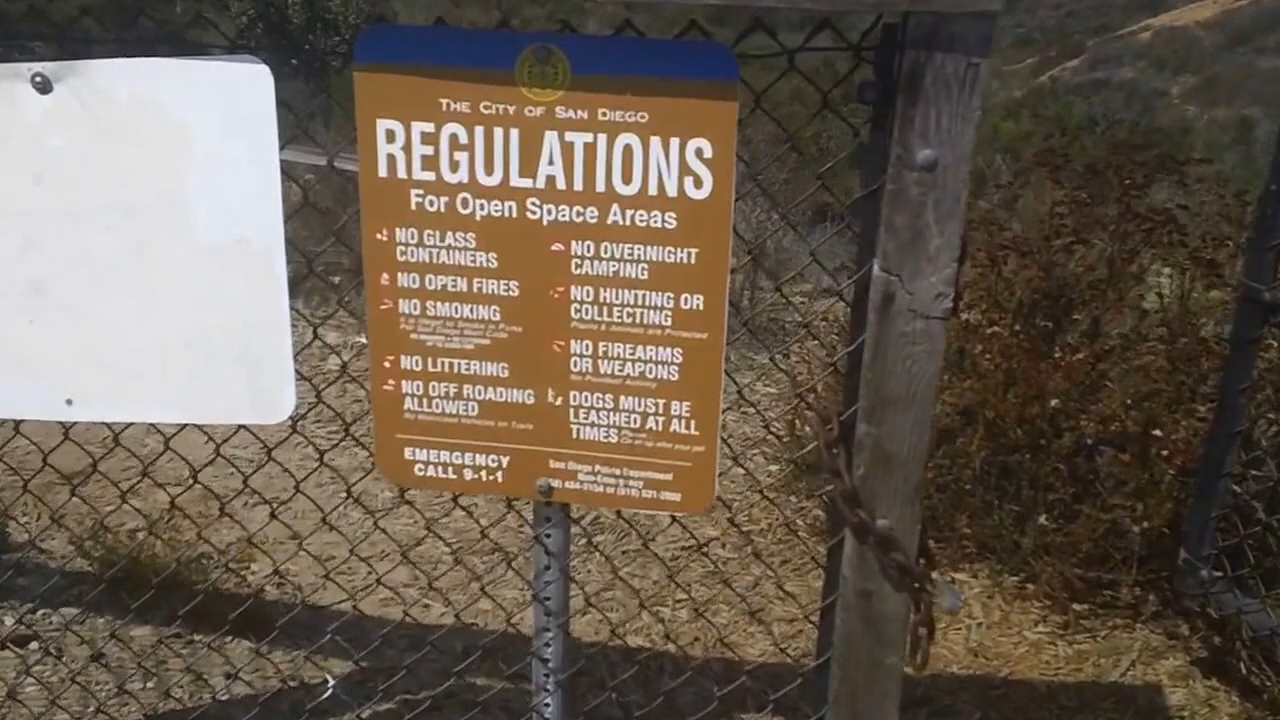 THE CITY OF SAN DIEGO
REGULATIONS
For Open Space Areas
NO GLASS
CONTAINERS
NO OPEN FIRES
NO SMOKING
NO LITTERING
NO OFF ROADING
ALLOWED
NO OVERNIGHT
CAMPING
NO HUNTING OR
COLLECTING
Plants & Animals are Protected
NO FIREARMS
OR WEAPONS
DOGS MUST BE
LEASHED AT ALL
TIMES
EMERGENCY
CALL 9-1-1
San Diego Police Department
Non-Emergency